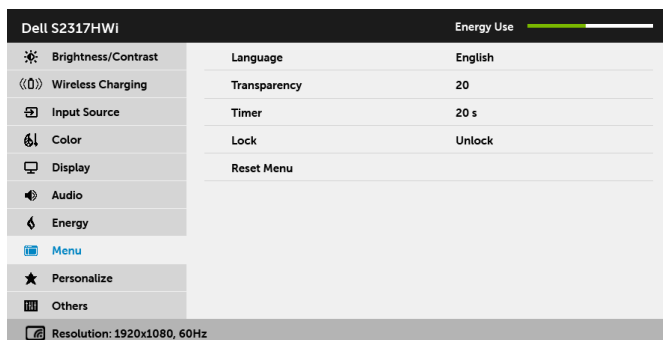 Dell S2317HWi Energy Use
Brightness/Contrast Language English
Wireless Charging Transparency 20
Input Source Timer 20 s
Color Lock Unlock
Display Reset Menu
Audio
Energy
Menu
Personalize
Others
Resolution: 1920x1080, 60Hz